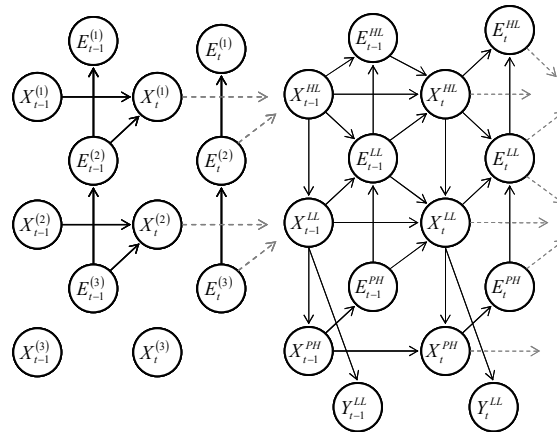 E_{t-1}^{(1)} E_t^{(1)} E_{t-1}^{HL} E_t^{HL}
X_{t-1}^{(1)} X_t^{(1)} X_{t-1}^{HL} X_t^{HL}
E_{t-1}^{(2)} E_t^{(2)} E_{t-1}^{LL} E_t^{LL}
X_{t-1}^{(2)} X_t^{(2)} X_{t-1}^{LL} X_t^{LL}
E_{t-1}^{(3)} E_t^{(3)} E_{t-1}^{PH} E_t^{PH}
X_{t-1}^{(3)} X_t^{(3)} X_{t-1}^{PH} X_t^{PH}
Y_{t-1}^{LL} Y_t^{LL}